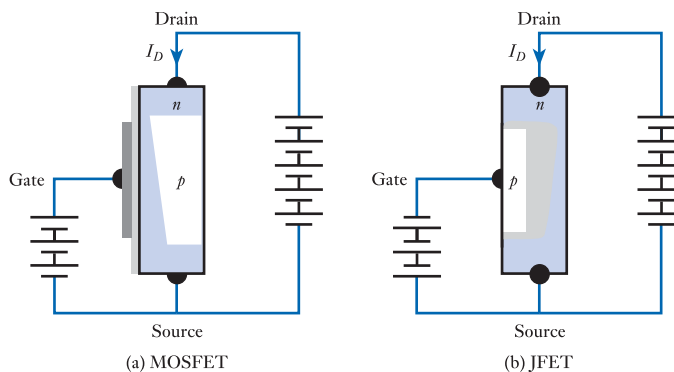 Drain
I_D
n
Gate
p
Source
(a) MOSFET
Drain
I_D
n
Gate
p
Source
(b) JFET